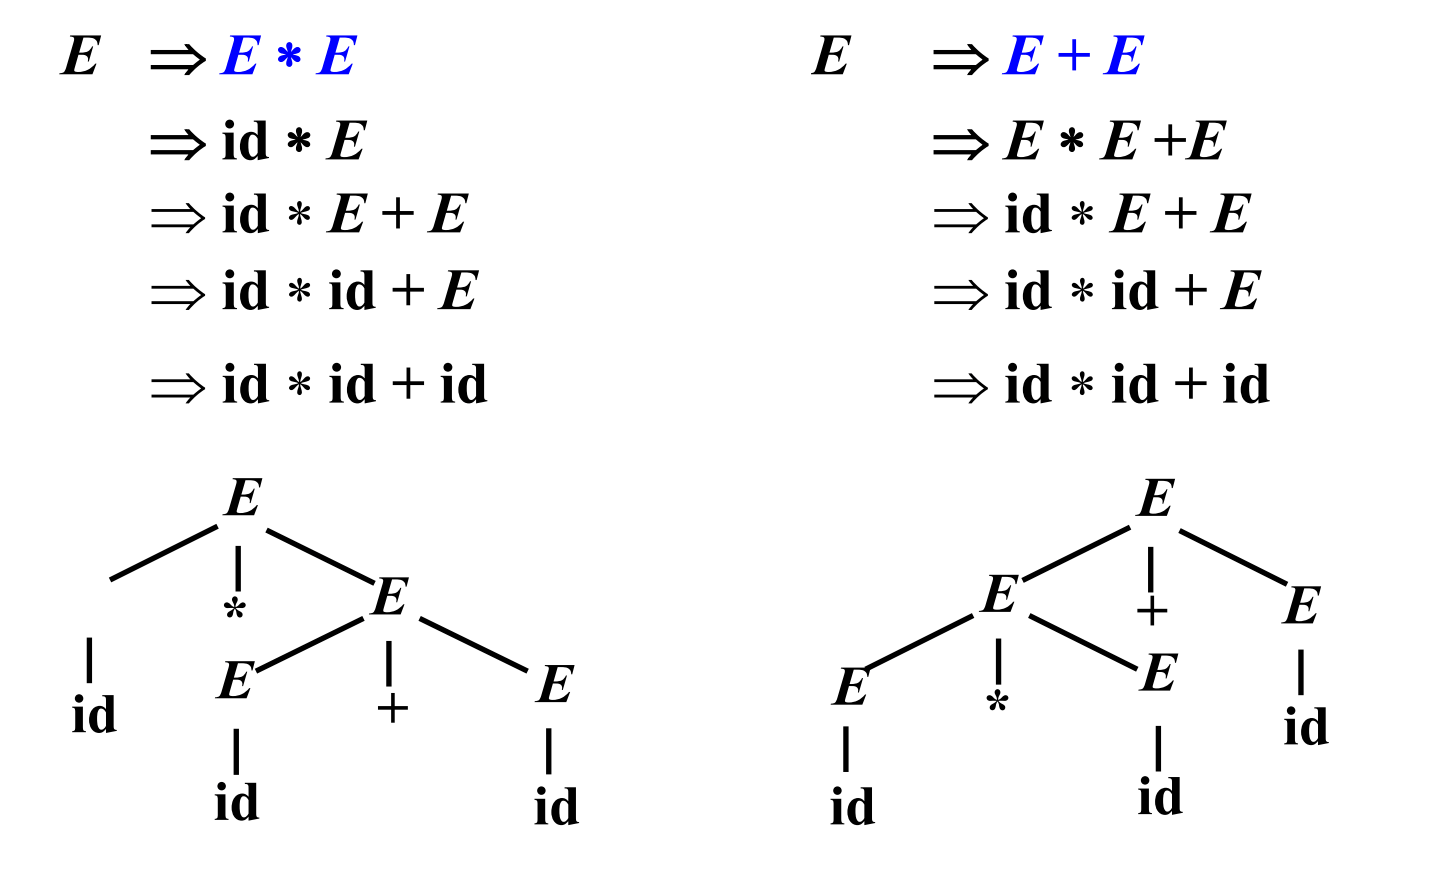 E ⇒ E * E
⇒ id * E
⇒ id * E + E
⇒ id * id + E
⇒ id * id + id
E
* E
E +
E
id
id
id
E ⇒ E + E
⇒ E * E +E
⇒ id * E + E
⇒ id * id + E
⇒ id * id + id
E
E + E
E * E
id
id
id